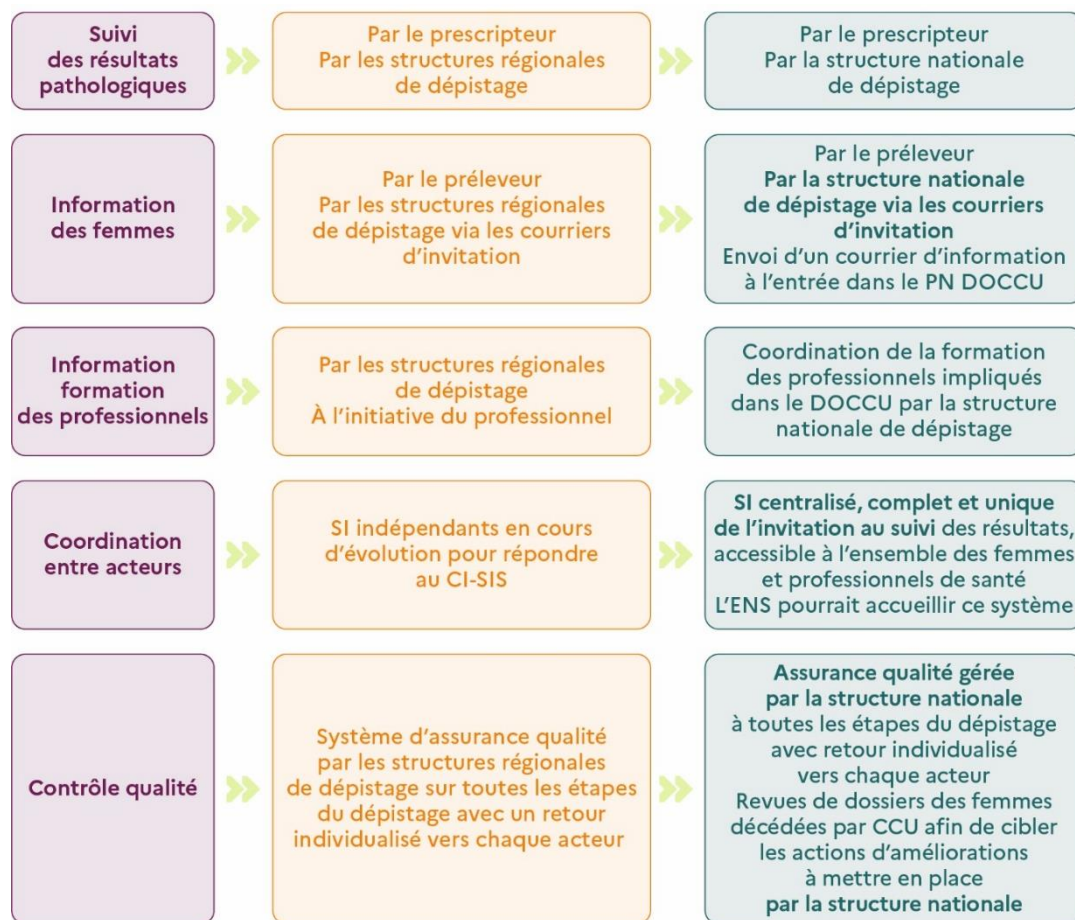 Suivi
des résultats
pathologiques
Par le prescripteur
Par les structures régionales
de dépistage
Par le prescripteur
Par la structure nationale
de dépistage
Information
des femmes
Par le préleveur
Par les structures régionales
de dépistage via les courriers
d’invitation
Par le préleveur
Par la structure nationale
de dépistage via les courriers
d’invitation
Envoi d’un courrier d’information
à l’entrée dans le PN DOCCU
Information
formation
des professionnels
Par les structures régionales
de dépistage
À l’initiative du professionnel
Coordination de la formation
des professionnels impliqués
dans le DOCCU par la structure
nationale de dépistage
Coordination
entre acteurs
SI indépendants en cours
d’évolution pour répondre
au CI-SIS
SI centralisé, complet et unique
de l’invitation au suivi des résultats,
accessible à l’ensemble des femmes
et professionnels de santé
L’ENS pourrait accueillir ce système
Contrôle qualité
Système d’assurance qualité
par les structures régionales
de dépistage sur toutes les étapes
du dépistage avec un retour
individualisé vers chaque acteur
Assurance qualité gérée
par la structure nationale
à toutes les étapes du dépistage
avec retour individualisé
vers chaque acteur
Revues de dossiers des femmes
décédées par CCU afin de cibler
les actions d’améliorations
à mettre en place
par la structure nationale